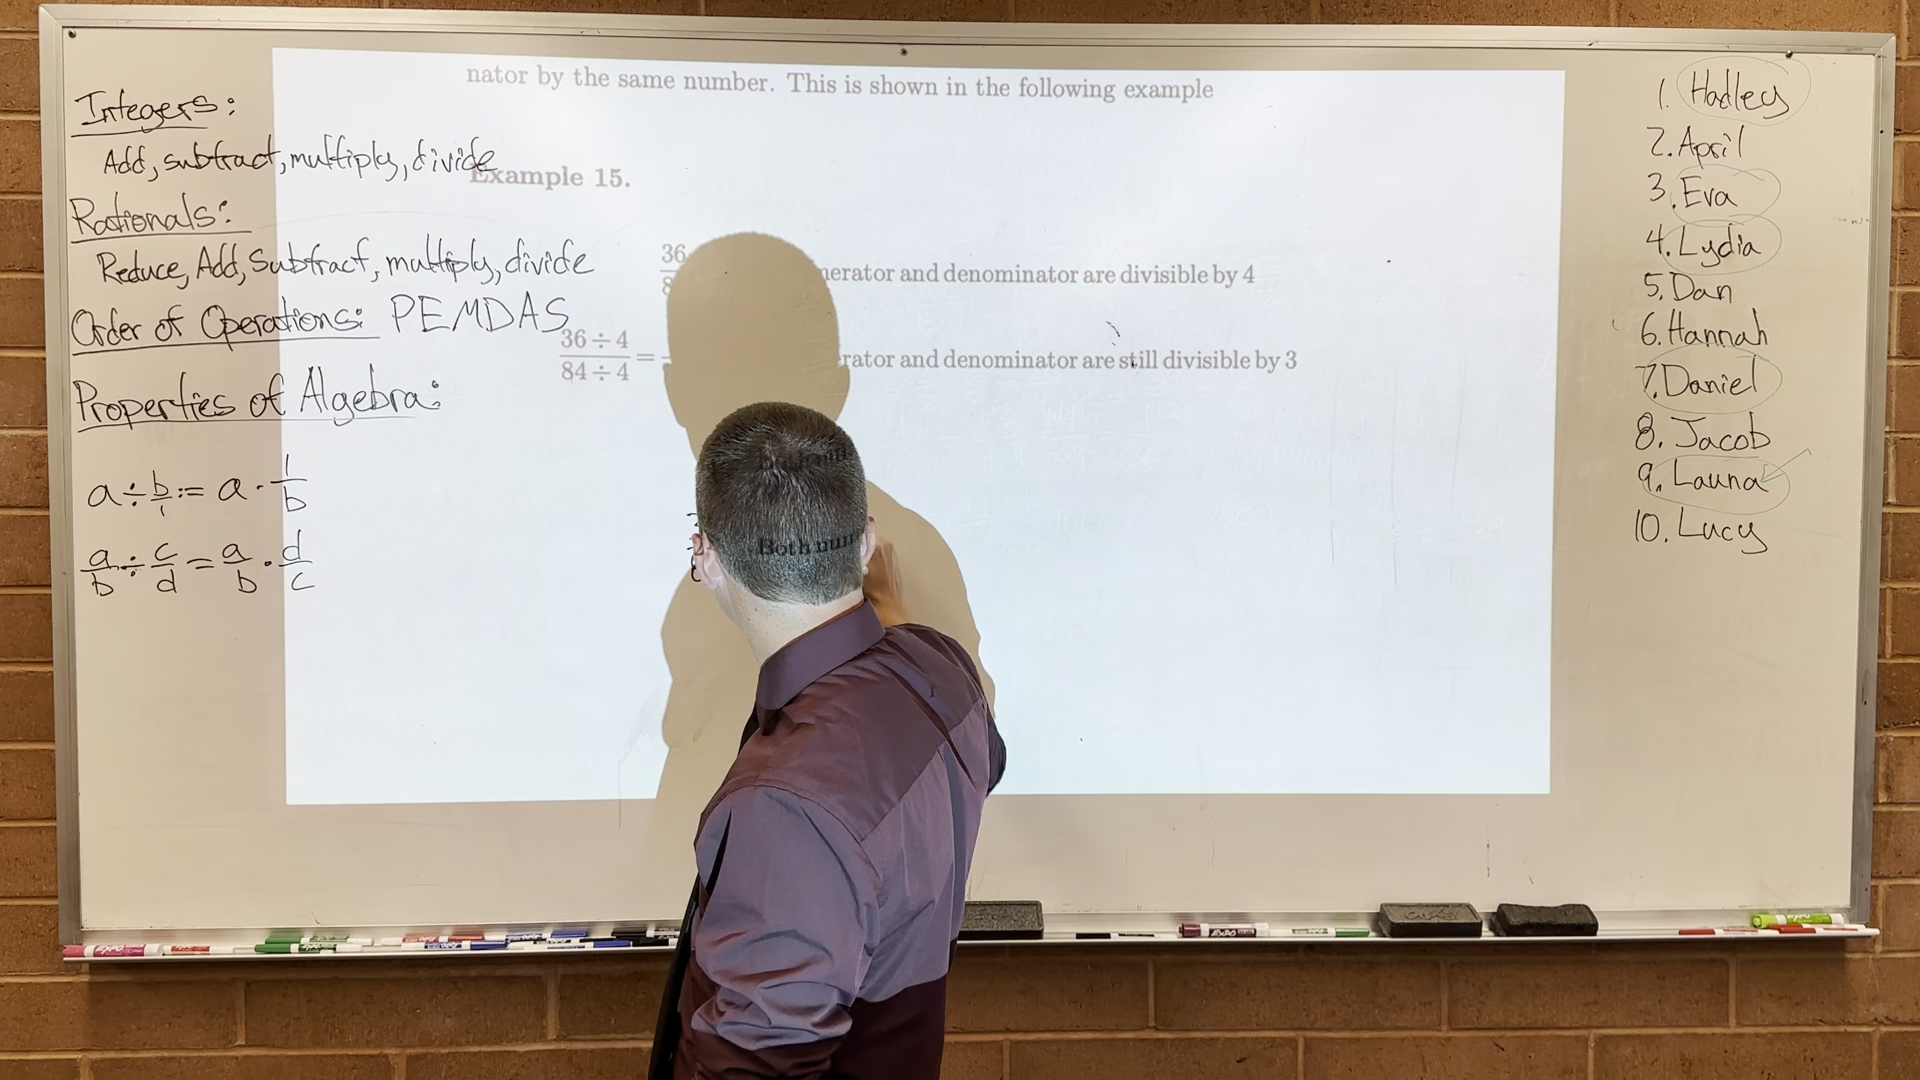 nator by the same number. This is shown in the following example
Integers:
Add, subtract, multiply, divide
Example 15.
Rationals:
Reduce, Add, Subtract, multiply, divide
36
and denominator are divisible by 4
Order of Operations: PEMDAS
36 ÷ 4
84 ÷ 4
=
and denominator are still divisible by 3
Properties of Algebra:
a ÷ b/1 = a · 1/b
a/b ÷ c/d = a/b · d/c
Both
1. Hadley
2. April
3. Eva
4. Lydia
5. Dan
6. Hannah
7. Daniel
8. Jacob
9. Launa
10. Lucy